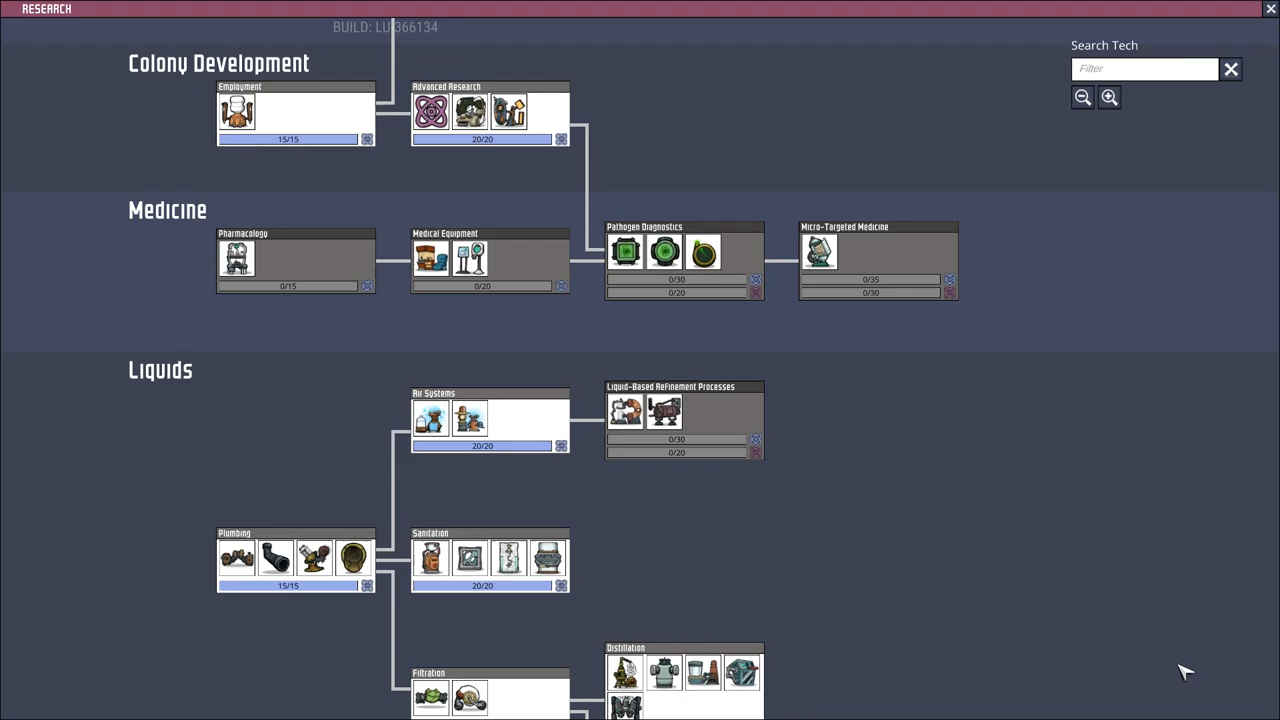 RESEARCH
BUILD: LU-366134
Search Tech
Filter
Colony Development
Employment
Advanced Research
15/15
20/20
Medicine
Pharmacology
Medical Equipment
Pathogen Diagnostics
Micro-Targeted Medicine
0/15
0/20
0/30
0/20
0/35
0/30
Liquids
Air Systems
Liquid-Based Refinement Processes
20/20
0/30
0/20
Plumbing
Sanitation
15/15
20/20
Filtration
Distillation